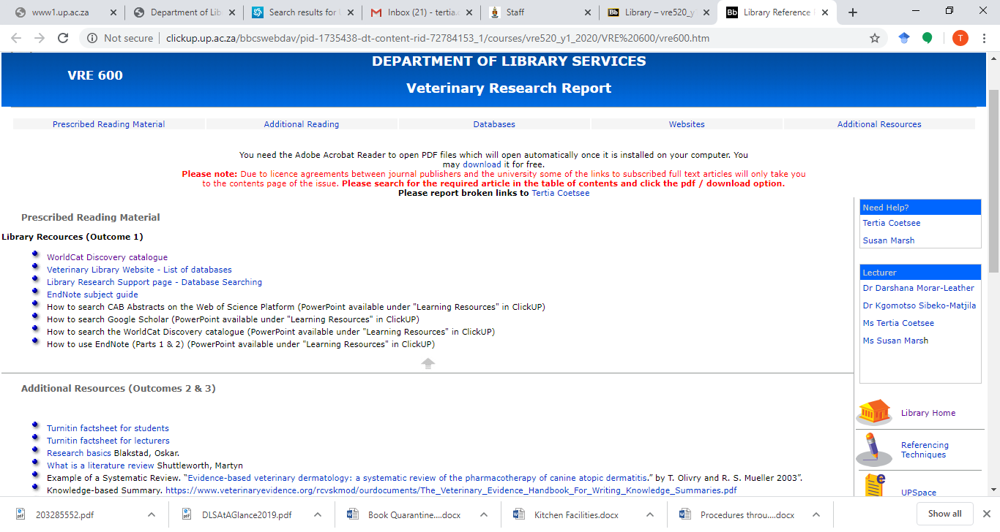 www1.up.ac.za
Department of Lib
Search results for
Inbox (21) - tertia.c
Staff
Library – vre520_y
Library Reference
Not secure
clickup.up.ac.za/bbcswebdav/pid-1735438-dt-content-rid-72784153_1/courses/vre520_y1_2020/VRE%20600/vre600.htm
T
VRE 600
DEPARTMENT OF LIBRARY SERVICES
Veterinary Research Report
Prescribed Reading Material
Additional Reading
Databases
Websites
Additional Resources
You need the Adobe Acrobat Reader to open PDF files which will open automatically once it is installed on your computer. You
may download it for free.
Please note: Due to licence agreements between journal publishers and the university some of the links to subscribed full text articles will only take you
to the contents page of the issue. Please search for the required article in the table of contents and click the pdf / download option.
Please report broken links to Tertia Coetsee
Prescribed Reading Material
Library Recources (Outcome 1)
WorldCat Discovery catalogue
Veterinary Library Website - List of databases
Library Research Support page - Database Searching
EndNote subject guide
How to search CAB Abstracts on the Web of Science Platform (PowerPoint available under "Learning Resources" in ClickUP)
How to search Google Scholar (PowerPoint available under "Learning Resources" in ClickUP)
How to search the WorldCat Discovery catalogue (PowerPoint available under "Learning Resources" in ClickUP)
How to use EndNote (Parts 1 & 2) (PowerPoint available under "Learning Resources" in ClickUP)
Additional Resources (Outcomes 2 & 3)
Turnitin factsheet for students
Turnitin factsheet for lecturers
Research basics Blakstad, Oskar.
What is a literature review Shuttleworth, Martyn
Example of a Systematic Review. “Evidence-based veterinary dermatology: a systematic review of the pharmacotherapy of canine atopic dermatitis.” by T. Olivry and R. S. Mueller 2003”.
Knowledge-based Summary. https://www.veterinaryevidence.org/rcvskmod/ourdocuments/The_Veterinary_Evidence_Handbook_For_Writing_Knowledge_Summaries.pdf
Need Help?
Tertia Coetsee
Susan Marsh
Lecturer
Dr Darshana Morar-Leather
Dr Kgomotso Sibeko-Matjila
Ms Tertia Coetsee
Ms Susan Marsh
Library Home
Referencing
Techniques
UPSpace
203285552.pdf
DLSAtAGlance2019.pdf
Book Quarantine....docx
Kitchen Facilities.docx
Procedures throu....docx
Show all